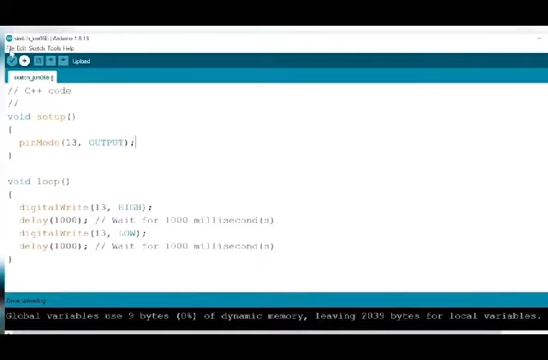 sketch_jun06b | Arduino 1.8.13
File Edit Sketch Tools Help
Upload
// C++ code
//
void setup()
{
pinMode(13, OUTPUT);
}
void loop()
{
digitalWrite(13, HIGH);
delay(1000); // Wait for 1000 millisecond(s)
digitalWrite(13, LOW);
delay(1000); // Wait for 1000 millisecond(s)
}
Done uploading.
Global variables use 9 bytes (0%) of dynamic memory, leaving 2039 bytes for local variables.